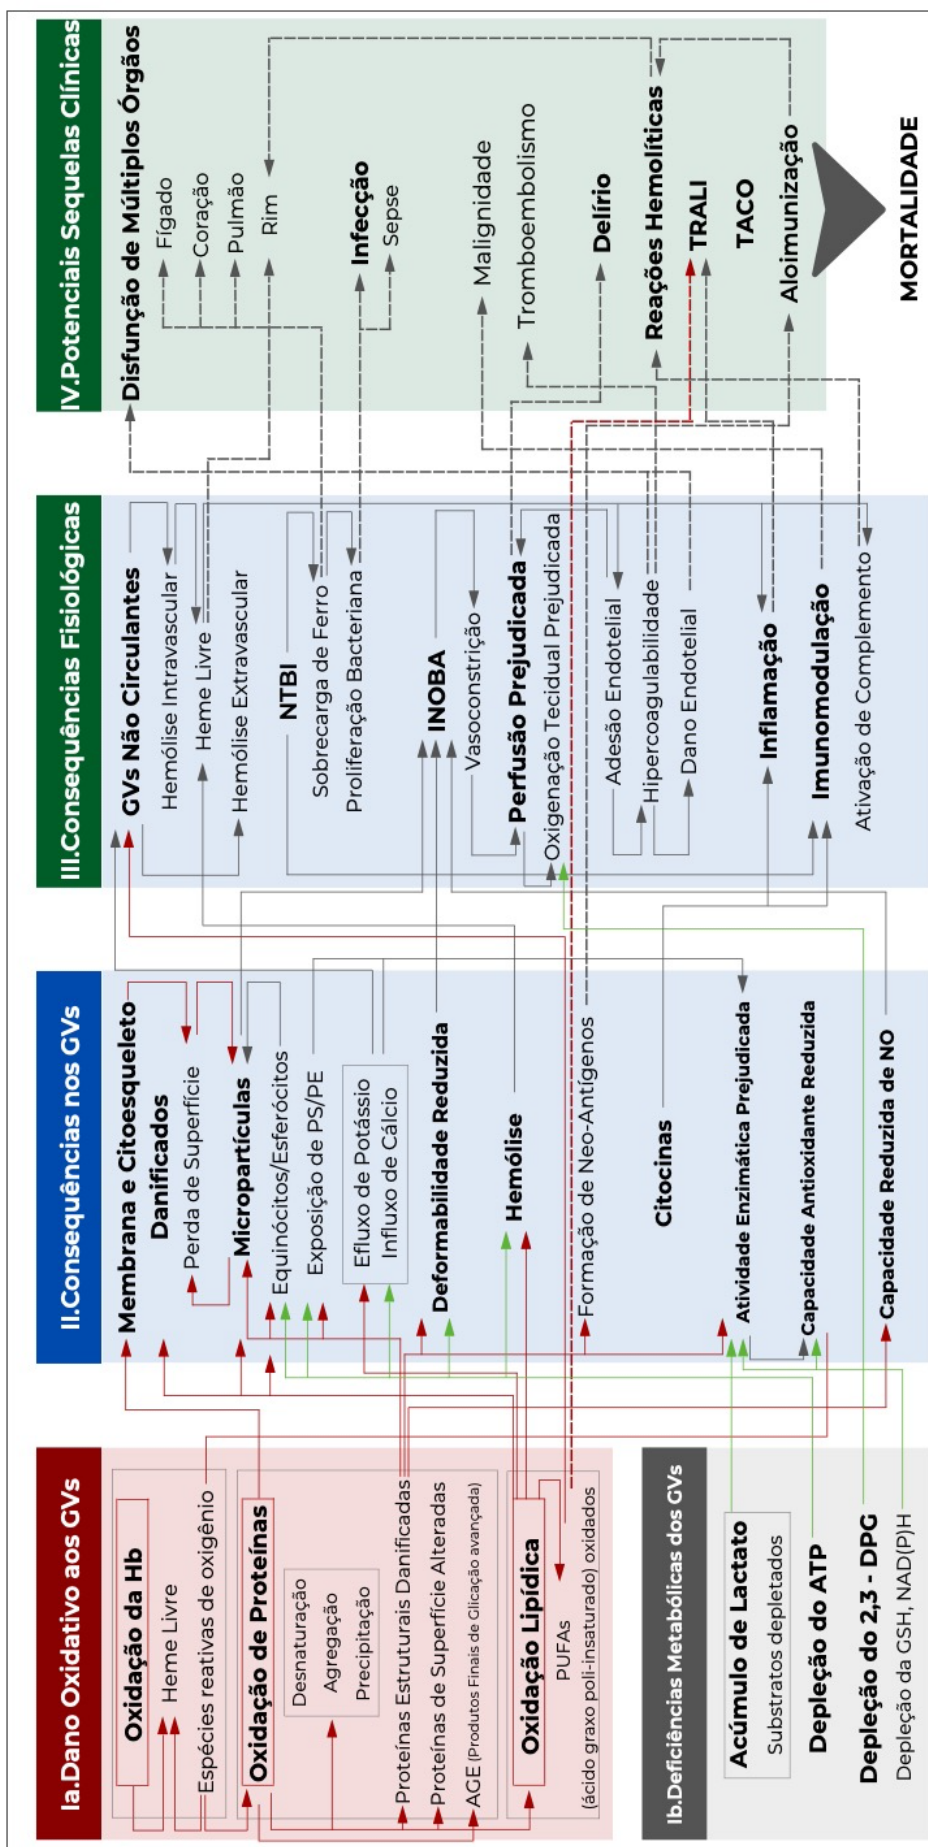 Ia.Dano Oxidativo aos GVs
Oxidação da Hb
Heme Livre
Espécies reativas de oxigênio
Oxidação de Proteínas
Desnaturação
Agregação
Precipitação
Proteínas Estruturais Danificadas
Proteínas de Superfície Alteradas
AGE (Produtos Finais de Glicação avançada)
Oxidação Lipídica
PUFAs
(ácido graxo poli-insaturado) oxidados
Ib.Deficiências Metabólicas dos GVs
Acúmulo de Lactato
Substratos depletados
Depleção do ATP
Depleção do 2,3 - DPG
Depleção da GSH, NAD(P)H
II.Consequências nos GVs
Membrana e Citoesqueleto
Danificados
Perda de Superfície
Micropartículas
Equinócitos/Esferócitos
Exposição de PS/PE
Efluxo de Potássio
Influxo de Cálcio
Deformabilidade Reduzida
Hemólise
Formação de Neo-Antígenos
Citocinas
Atividade Enzimática Prejudicada
Capacidade Antioxidante Reduzida
Capacidade Reduzida de NO
III.Consequências Fisiológicas
GVs Não Circulantes
Hemólise Intravascular
Heme Livre
Hemólise Extravascular
NTBI
Sobrecarga de Ferro
Proliferação Bacteriana
INOBA
Vasoconstrição
Perfusão Prejudicada
Oxigenação Tecidual Prejudicada
Adesão Endotelial
Hipercoagulabilidade
Dano Endotelial
Inflamação
Imunomodulação
Ativação de Complemento
IV.Potenciais Sequelas Clínicas
Disfunção de Múltiplos Órgãos
Fígado
Coração
Pulmão
Rim
Infecção
Sepse
Malignidade
Tromboembolismo
Delírio
Reações Hemolíticas
TRALI
TACO
Aloimunização
MORTALIDADE